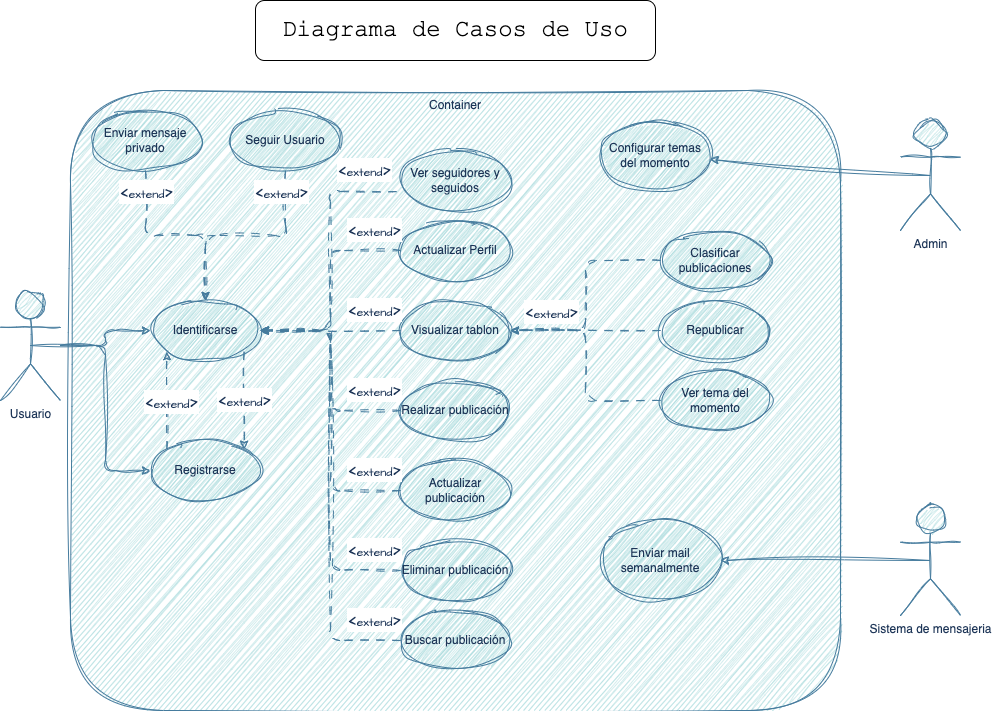 Diagrama de Casos de Uso
Container
Enviar mensaje
privado
Seguir Usuario
<extend>
<extend>
<extend>
Ver seguidores y
seguidos
Configurar temas
del momento
Admin
<extend>
Actualizar Perfil
Clasificar
publicaciones
Identificarse
<extend>
Visualizar tablon
<extend>
Republicar
Usuario
<extend>
<extend>
<extend>
Realizar publicación
Ver tema del
momento
Registrarse
<extend>
Actualizar
publicación
<extend>
Eliminar publicación
Enviar mail
semanalmente
Sistema de mensajeria
<extend>
Buscar publicación